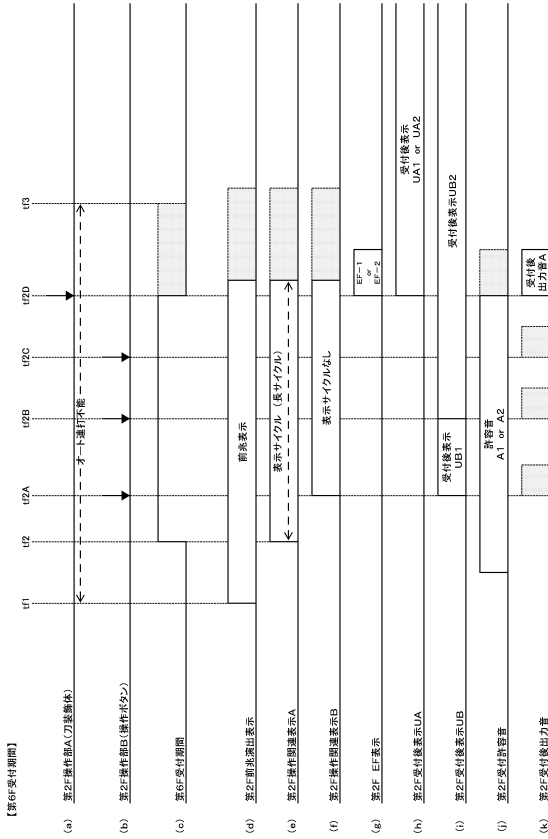 【第6F受付期間】
tf1
tf2
tf2A
tf2B
tf2C
tf2D
tf3
(a) 第2F操作部A(刀装飾体)
オート連打不能
(b) 第2F操作部B(操作ボタン)
(c) 第6F受付期間
(d) 第2F前兆演出表示
前兆表示
(e) 第2F操作関連表示A
表示サイクル (長サイクル)
(f) 第2F操作関連表示B
表示サイクルなし
(g) 第2F EF表示
EF-1
or
EF-2
(h) 第2F受付後表示UA
受付後表示
UA1 or UA2
(i) 第2F受付後表示UB
受付後表示
UB1
受付後表示UB2
(j) 第2F受付許容音
許容音
A1 or A2
(k) 第2F受付後出力音
受付後
出力音A